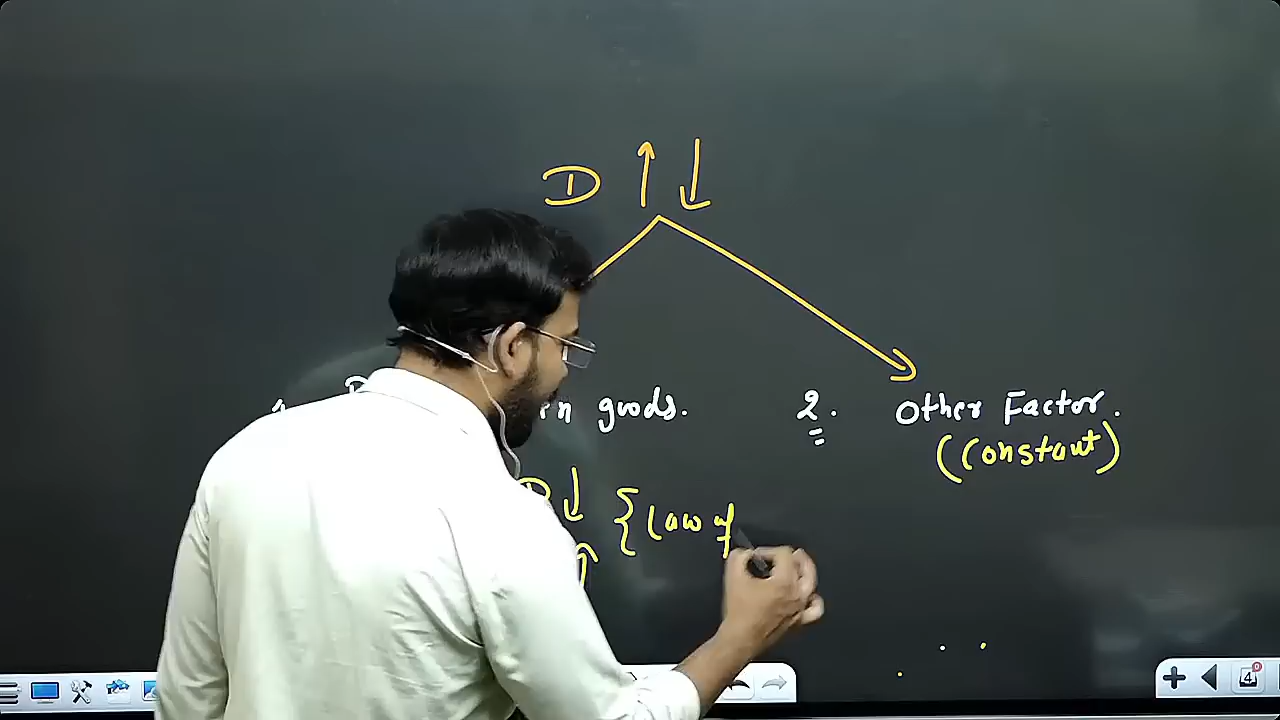 D ↑ ↓
goods.
2. Other Factor.
(Constant)
D ↓ { law of
↑